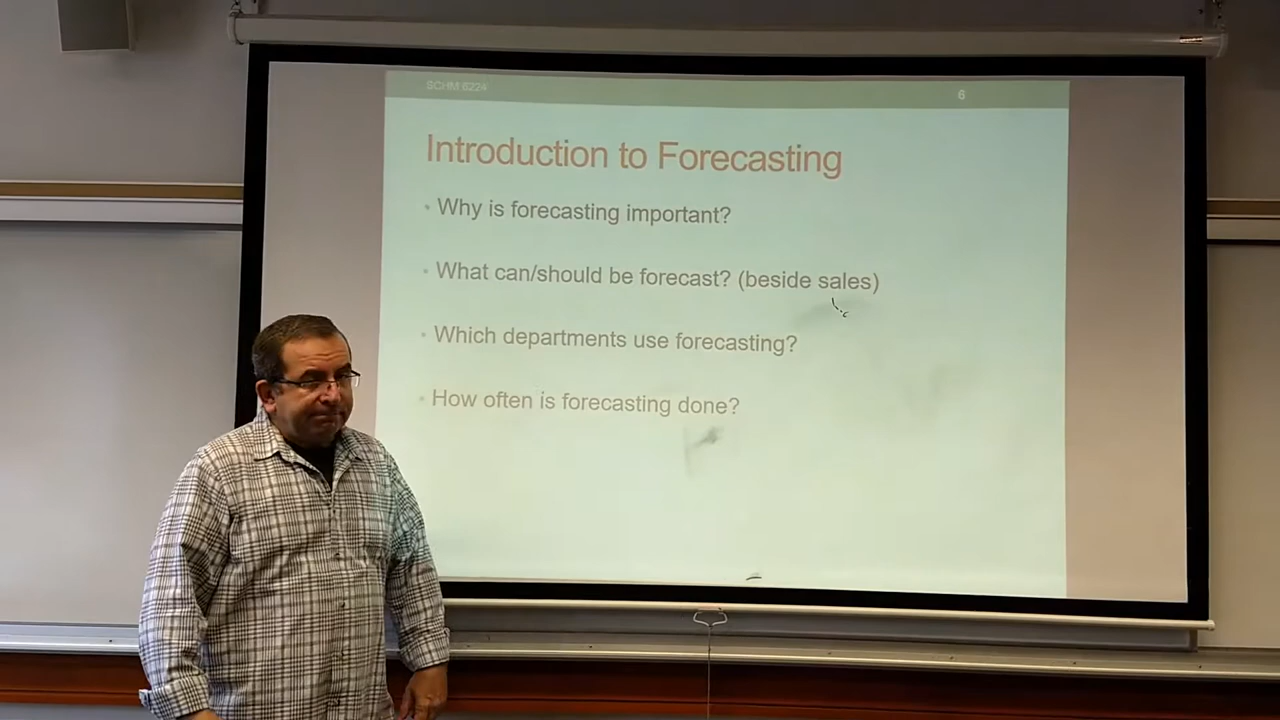 SCHM 6224
6
Introduction to Forecasting
• Why is forecasting important?
• What can/should be forecast? (beside sales)
• Which departments use forecasting?
• How often is forecasting done?